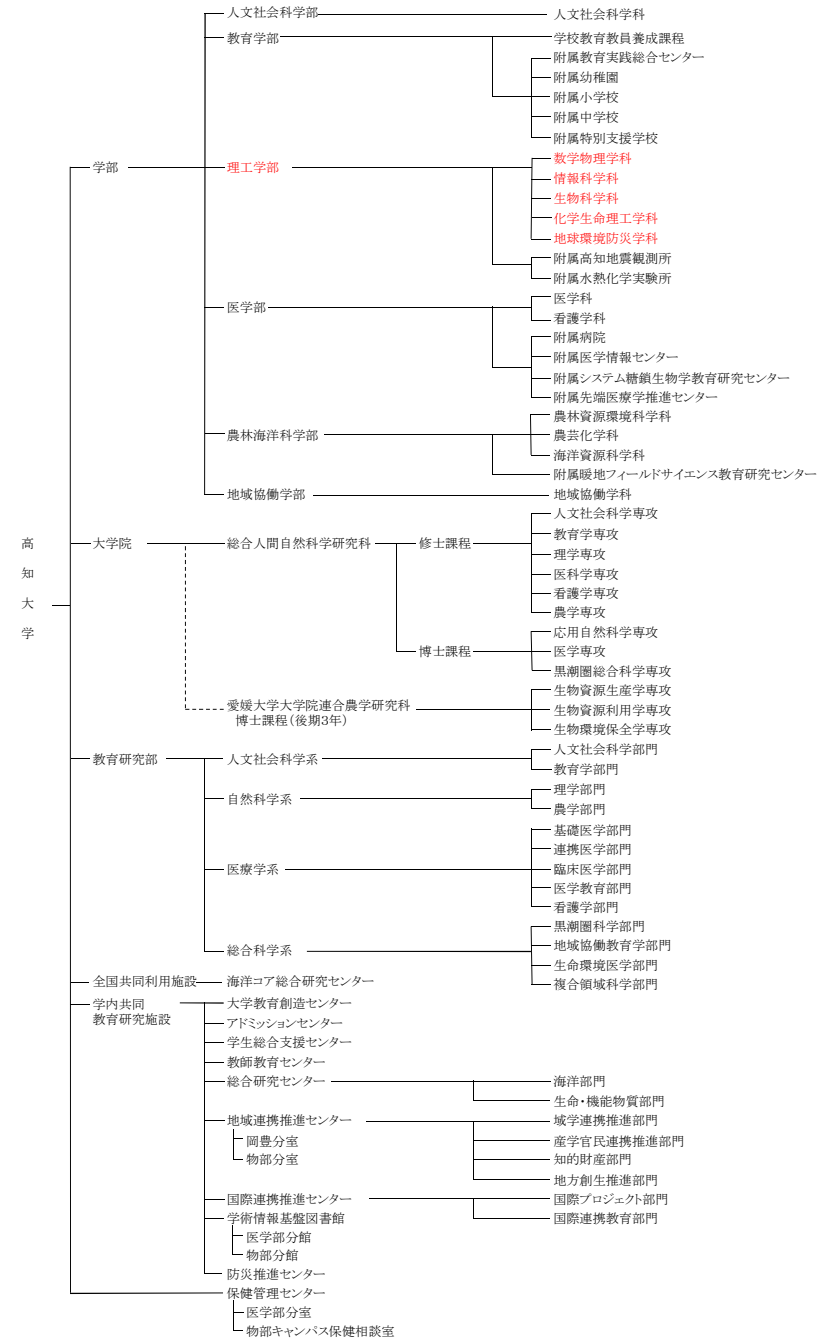 人文社会科学部
人文社会科学科
教育学部
学校教育教員養成課程
附属教育実践総合センター
附属幼稚園
附属小学校
附属中学校
附属特別支援学校
学部
理工学部
数学物理学科
情報科学科
生物科学科
化学生命理工学科
地球環境防災学科
附属高知地震観測所
附属水熱化学実験所
医学部
医学科
看護学科
附属病院
附属医学情報センター
附属システム糖鎖生物学教育研究センター
附属先端医療学推進センター
農林海洋科学部
農林資源環境科学科
農芸化学科
海洋資源科学科
附属暖地フィールドサイエンス教育研究センター
地域協働学部
地域協働学科
高知大学
大学院
総合人間自然科学研究科
修士課程
人文社会科学専攻
教育学専攻
理学専攻
医科学専攻
看護学専攻
農学専攻
博士課程
応用自然科学専攻
医学専攻
黒潮圏総合科学専攻
愛媛大学大学院連合農学研究科
博士課程(後期3年)
生物資源生産学専攻
生物資源利用学専攻
生物環境保全学専攻
教育研究部
人文社会科学系
人文社会科学部門
教育学部門
自然科学系
理学部門
農学部門
医療学系
基礎医学部門
連携医学部門
臨床医学部門
医学教育部門
看護学部門
総合科学系
黒潮圏科学部門
地域協働教育学部門
生命環境医学部門
複合領域科学部門
全国共同利用施設
海洋コア総合研究センター
学内共同
教育研究施設
大学教育創造センター
アドミッションセンター
学生総合支援センター
教師教育センター
総合研究センター
海洋部門
生命・機能物質部門
地域連携推進センター
岡豊分室
物部分室
域学連携推進部門
産学官民連携推進部門
知的財産部門
地方創生推進部門
国際連携推進センター
国際プロジェクト部門
国際連携教育部門
学術情報基盤図書館
医学部分館
物部分館
防災推進センター
保健管理センター
医学部分室
物部キャンパス保健相談室